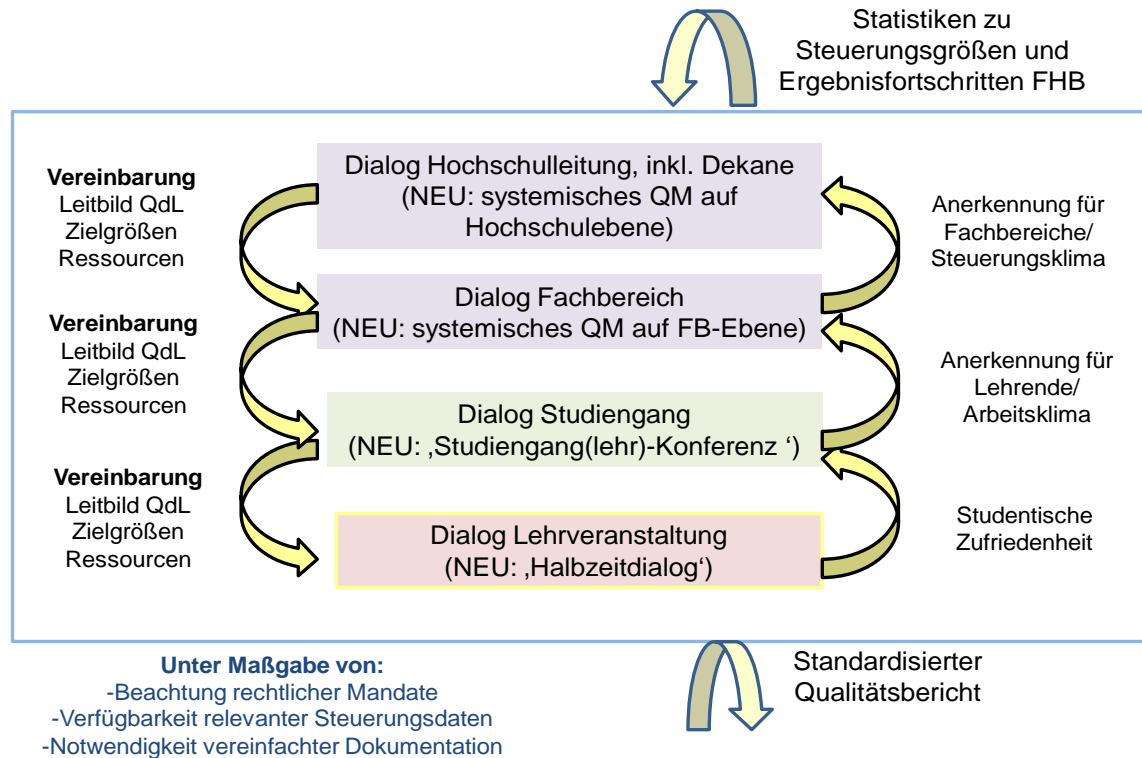 Statistiken zu
Steuerungsgrößen und
Ergebnisfortschritten FHB
Vereinbarung
Leitbild QdL
Zielgrößen
Ressourcen
Dialog Hochschulleitung, inkl. Dekane
(NEU: systemisches QM auf
Hochschulebene)
Anerkennung für
Fachbereiche/
Steuerungsklima
Vereinbarung
Leitbild QdL
Zielgrößen
Ressourcen
Dialog Fachbereich
(NEU: systemisches QM auf FB-Ebene)
Anerkennung für
Lehrende/
Arbeitsklima
Dialog Studiengang
(NEU: ‚Studiengang(lehr)-Konferenz ‘)
Vereinbarung
Leitbild QdL
Zielgrößen
Ressourcen
Dialog Lehrveranstaltung
(NEU: ‚Halbzeitdialog‘)
Studentische
Zufriedenheit
Unter Maßgabe von:
-Beachtung rechtlicher Mandate
-Verfügbarkeit relevanter Steuerungsdaten
-Notwendigkeit vereinfachter Dokumentation
Standardisierter
Qualitätsbericht